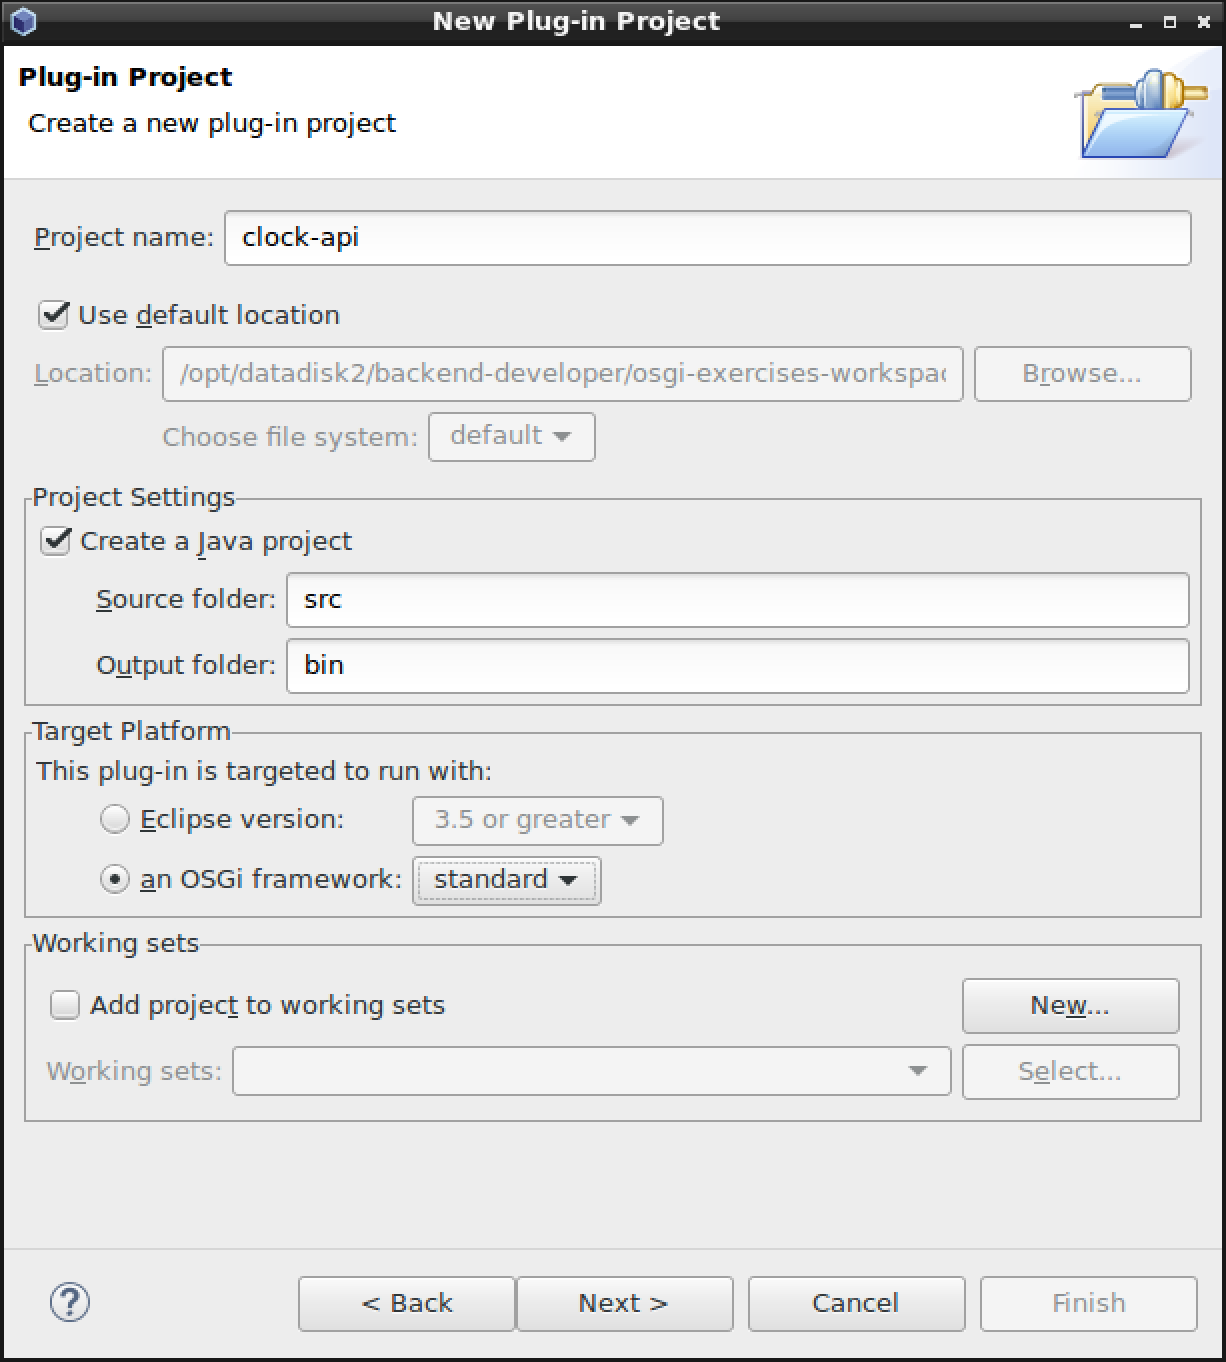 New Plug-in Project
Plug-in Project
Create a new plug-in project
Project name: clock-api
Use default location
Location: /opt/datadisk2/backend-developer/osgi-exercises-workspac Browse...
Choose file system: default
Project Settings
Create a Java project
Source folder: src
Output folder: bin
Target Platform
This plug-in is targeted to run with:
Eclipse version: 3.5 or greater
an OSGi framework: standard
Working sets
Add project to working sets New...
Working sets: Select...
? < Back Next > Cancel Finish